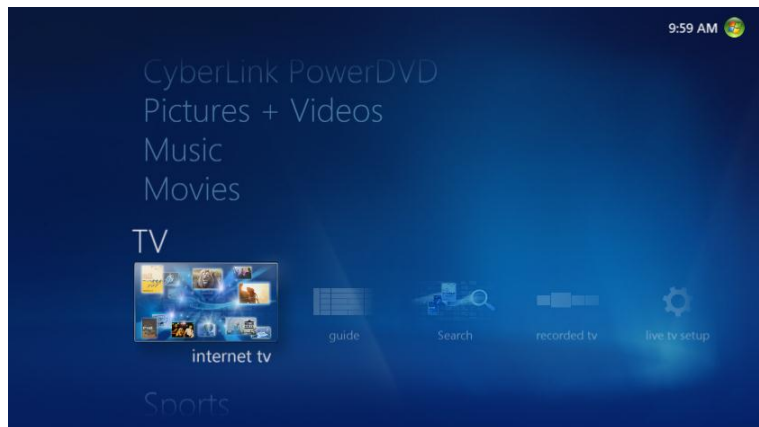 9:59 AM
CyberLink PowerDVD
Pictures + Videos
Music
Movies
TV
internet tv
guide
Search
recorded tv
live tv setup
Sports